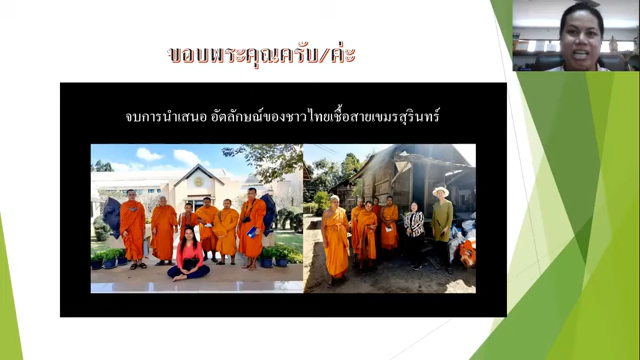 ขอบพระคุณครับ/ค่ะ
จบการนำเสนอ อัตลักษณ์ของชาวไทยเชื้อสายเขมรสุรินทร์